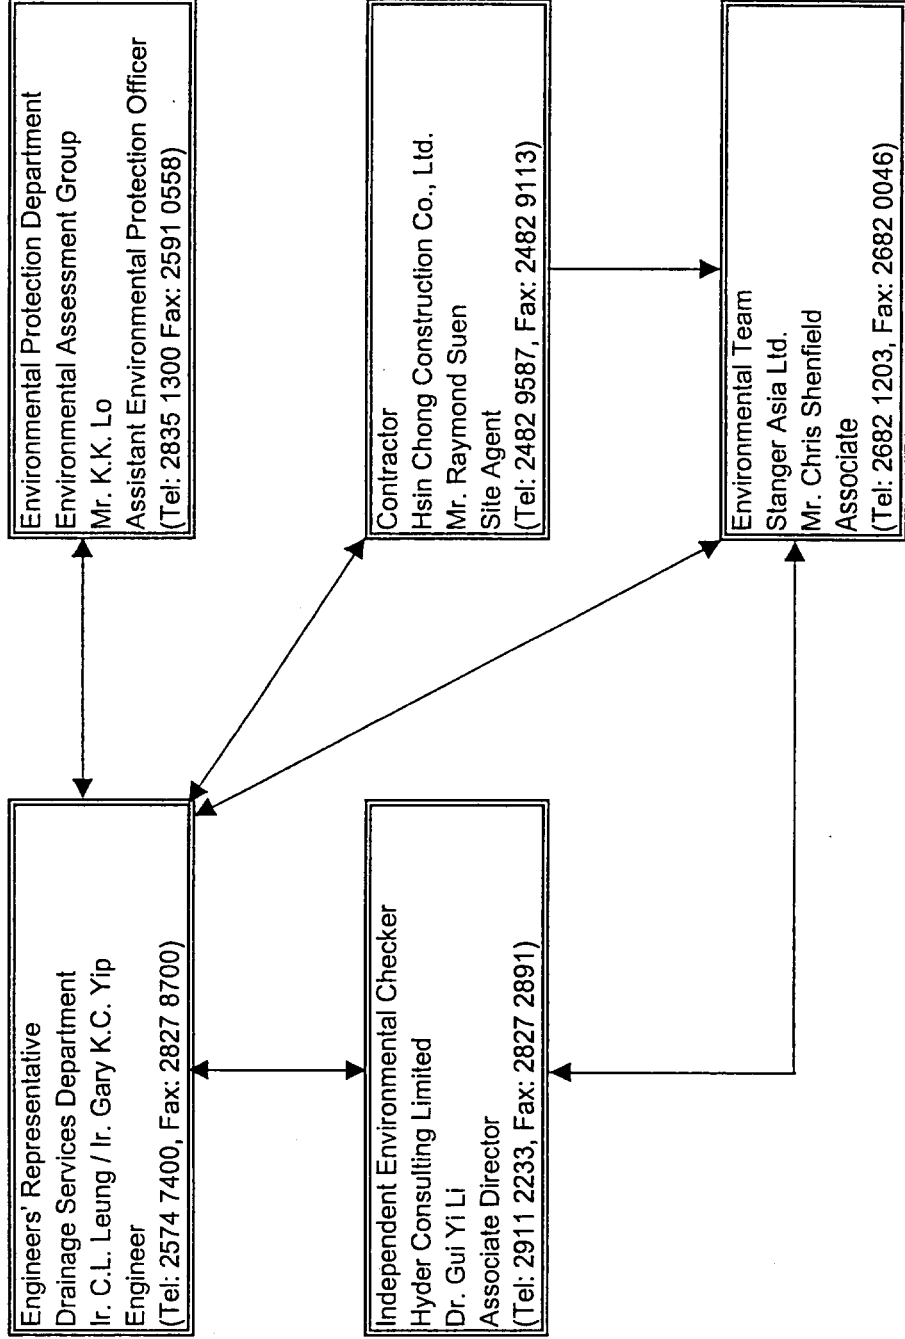 Engineers' Representative
Drainage Services Department
Ir. C.L. Leung / Ir. Gary K.C. Yip
Engineer
(Tel: 2574 7400, Fax: 2827 8700)
Environmental Protection Department
Environmental Assessment Group
Mr. K.K. Lo
Assistant Environmental Protection Officer
(Tel: 2835 1300 Fax: 2591 0558)
Independent Environmental Checker
Hyder Consulting Limited
Dr. Gui Yi Li
Associate Director
(Tel: 2911 2233, Fax: 2827 2891)
Contractor
Hsin Chong Construction Co., Ltd.
Mr. Raymond Suen
Site Agent
(Tel: 2482 9587, Fax: 2482 9113)
Environmental Team
Stanger Asia Ltd.
Mr. Chris Shenfield
Associate
(Tel: 2682 1203, Fax: 2682 0046)